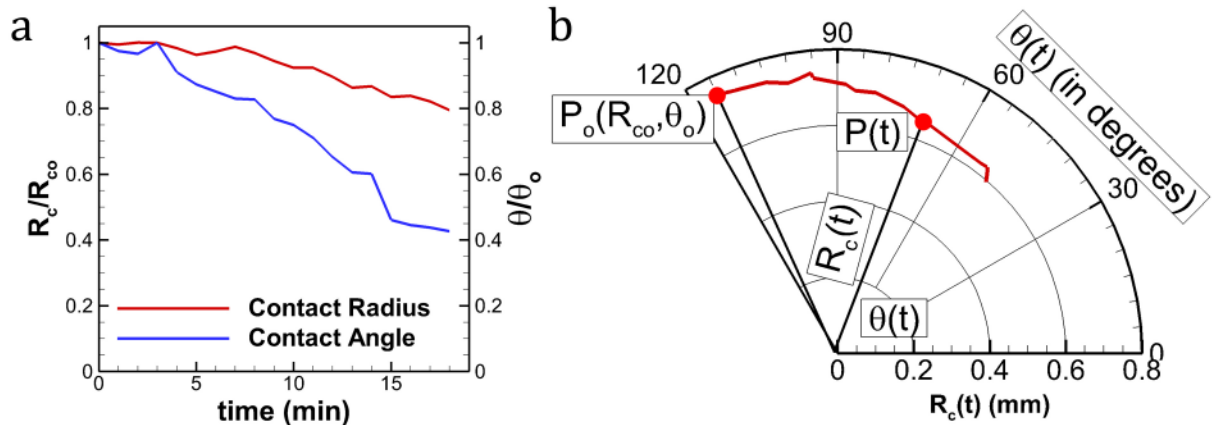 a
1
0.8
0.6
0.4
0.2
0
R_c/R_co
1
0.8
0.6
0.4
0.2
0
θ/θ_o
Contact Radius
Contact Angle
0
5
10
15
time (min)
b
120
90
60
30
0
θ(t) (in degrees)
P_o(R_co,θ_o)
P(t)
R_c(t)
θ(t)
0
0.2
0.4
0.6
0.8
R_c(t) (mm)